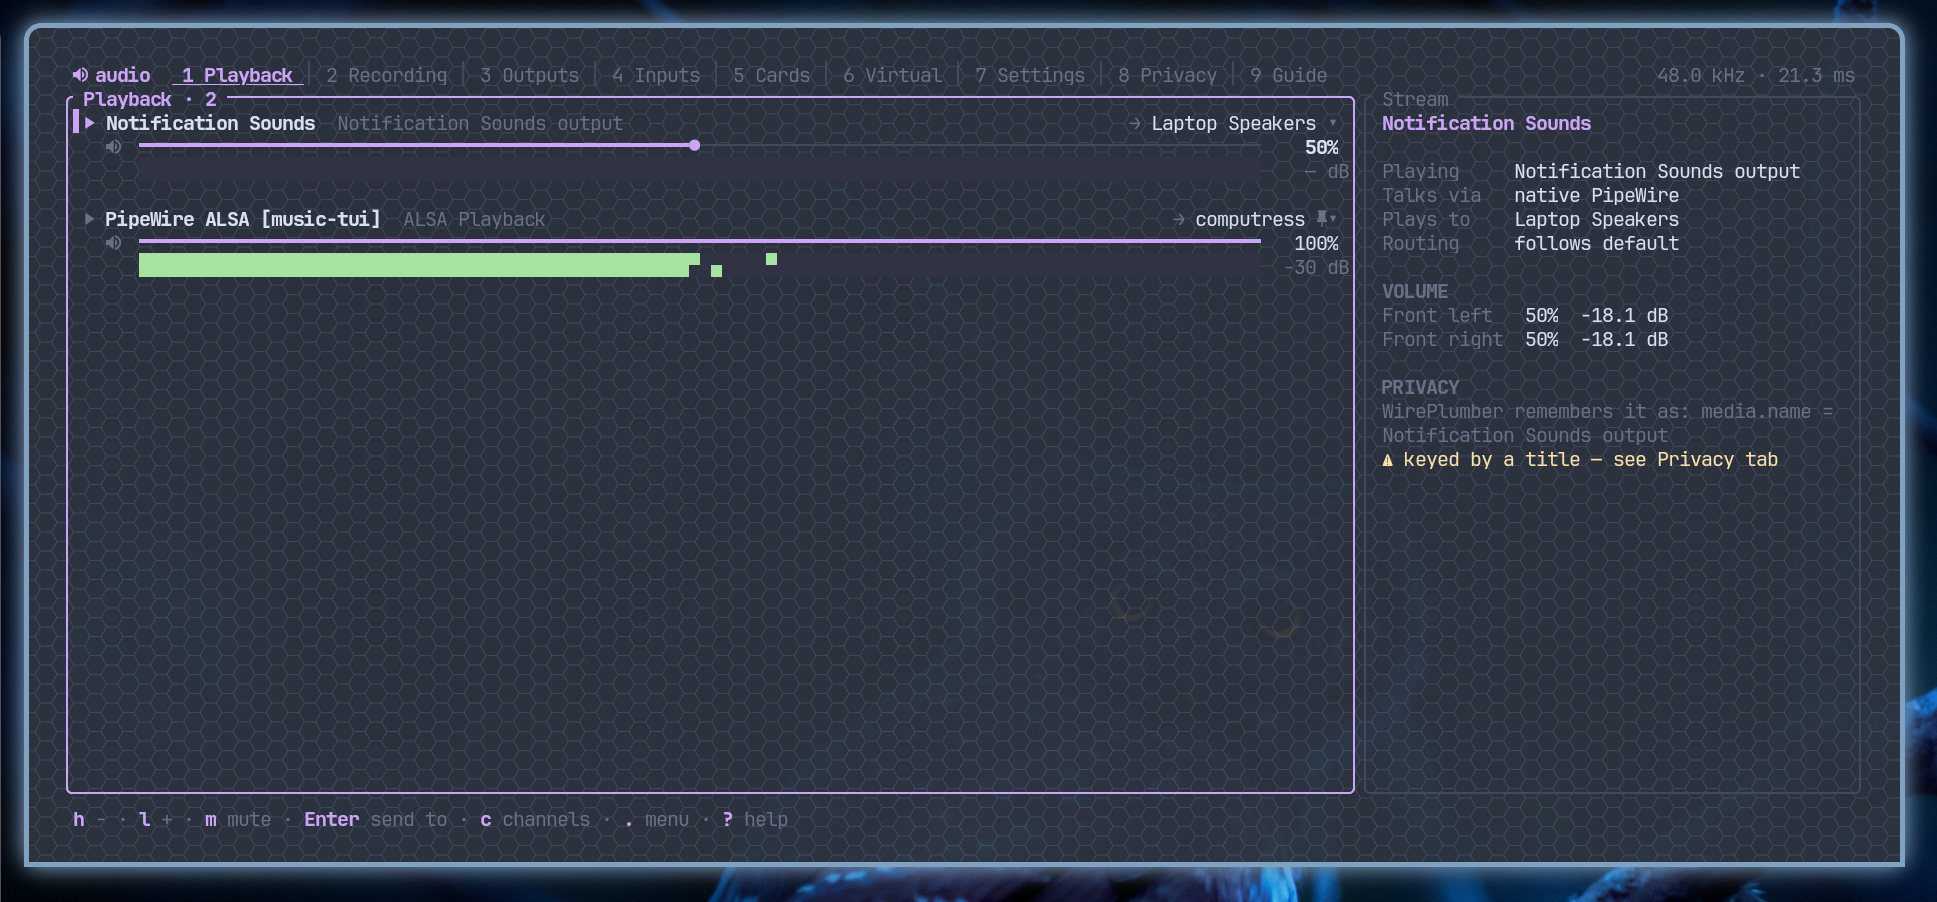 audio 1 Playback 2 Recording 3 Outputs 4 Inputs 5 Cards 6 Virtual 7 Settings 8 Privacy 9 Guide 48.0 kHz · 21.3 ms
Playback · 2
Notification Sounds Notification Sounds output → Laptop Speakers ▾
50%
— dB
PipeWire ALSA [music-tui] ALSA Playback → computress ▾
100%
-30 dB
Stream
Notification Sounds
Playing Notification Sounds output
Talks via native PipeWire
Plays to Laptop Speakers
Routing follows default
VOLUME
Front left 50% -18.1 dB
Front right 50% -18.1 dB
PRIVACY
WirePlumber remembers it as: media.name =
Notification Sounds output
⚠ keyed by a title — see Privacy tab
h - · l + · m mute · Enter send to · c channels · . menu · ? help